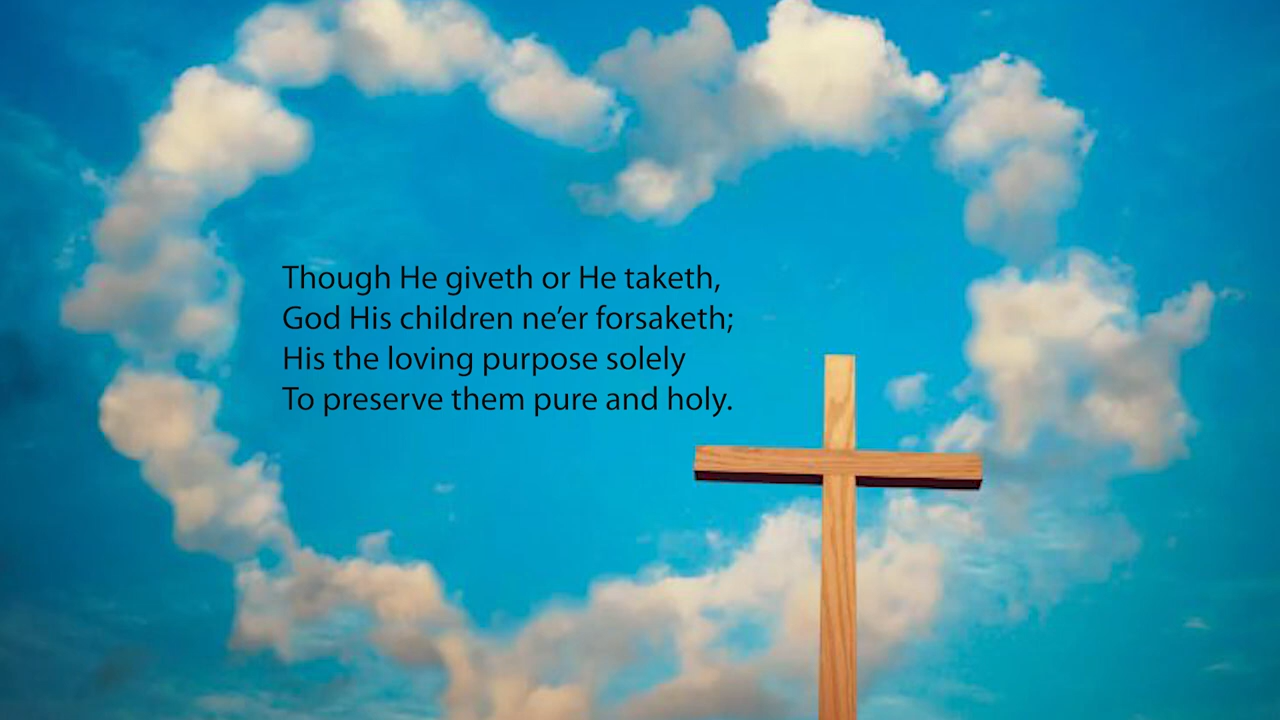 Though He giveth or He taketh,
God His children ne’er forsaketh;
His the loving purpose solely
To preserve them pure and holy.